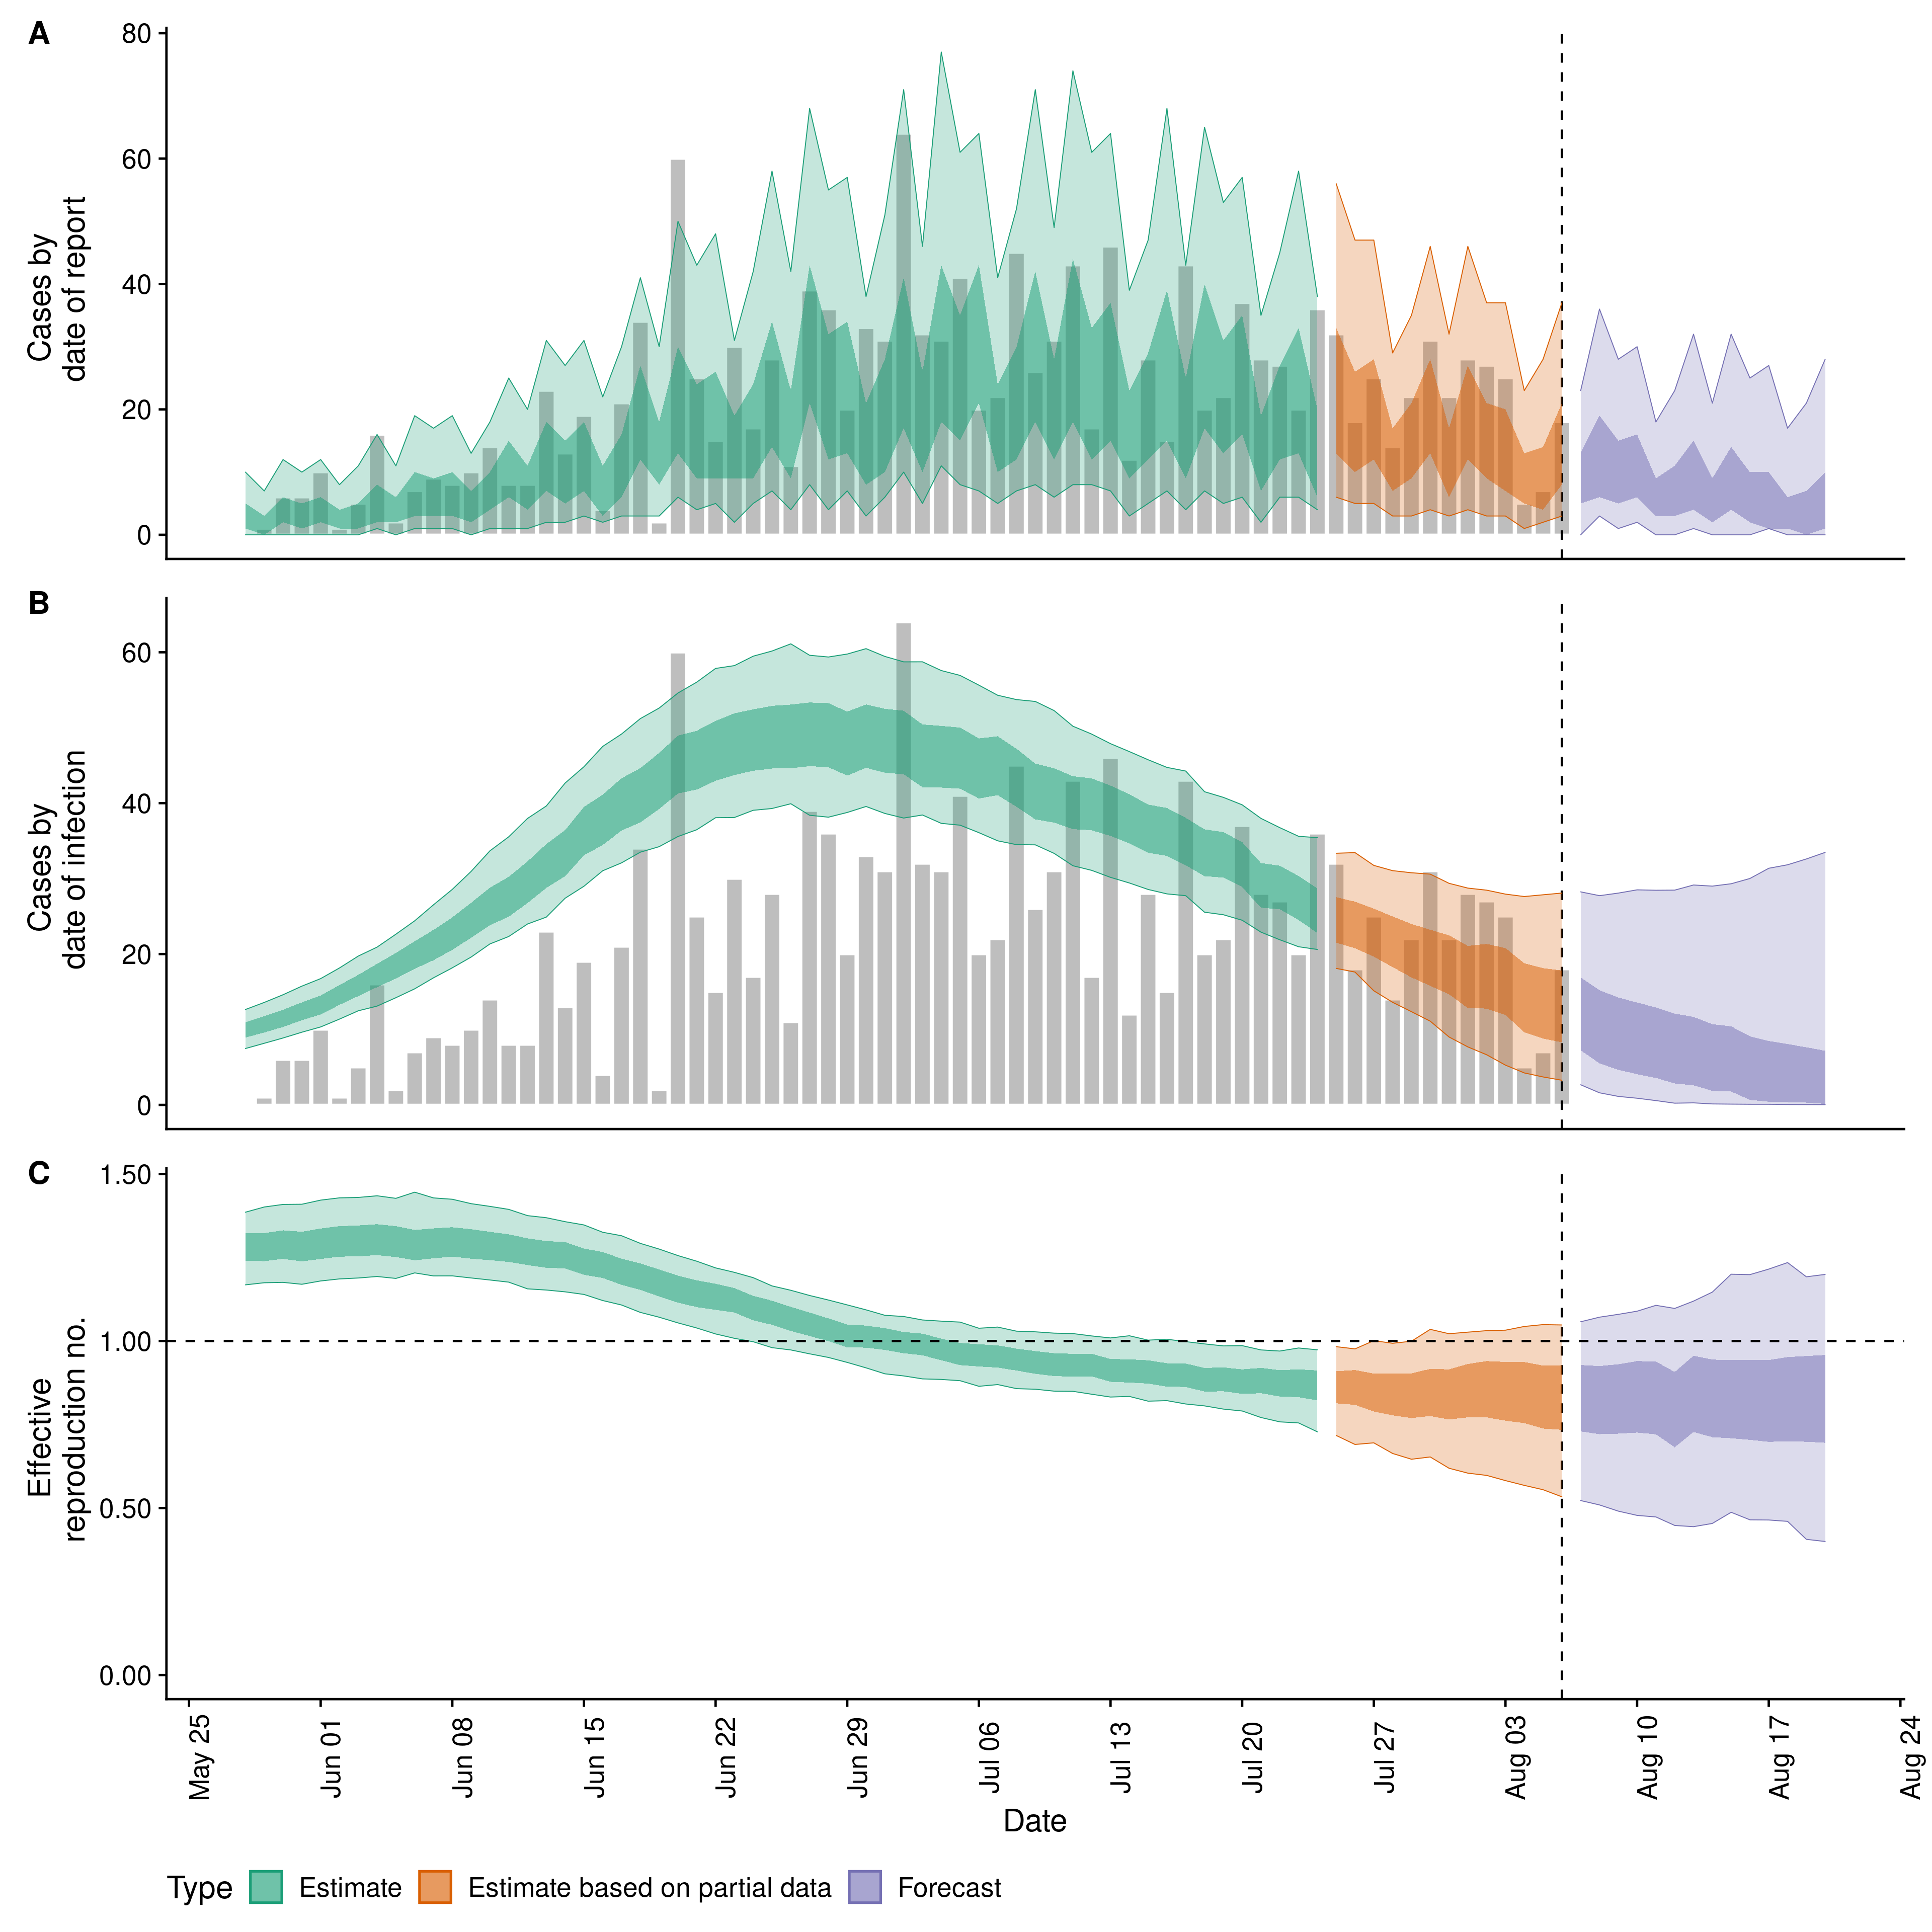 A
80
60
40
20
0
Cases by
date of report
B
60
40
20
0
Cases by
date of infection
C
1.50
1.00
0.50
0.00
Effective
reproduction no.
May 25
Jun 01
Jun 08
Jun 15
Jun 22
Jun 29
Jul 06
Jul 13
Jul 20
Jul 27
Aug 03
Aug 10
Aug 17
Aug 24
Date
Type Estimate Estimate based on partial data Forecast